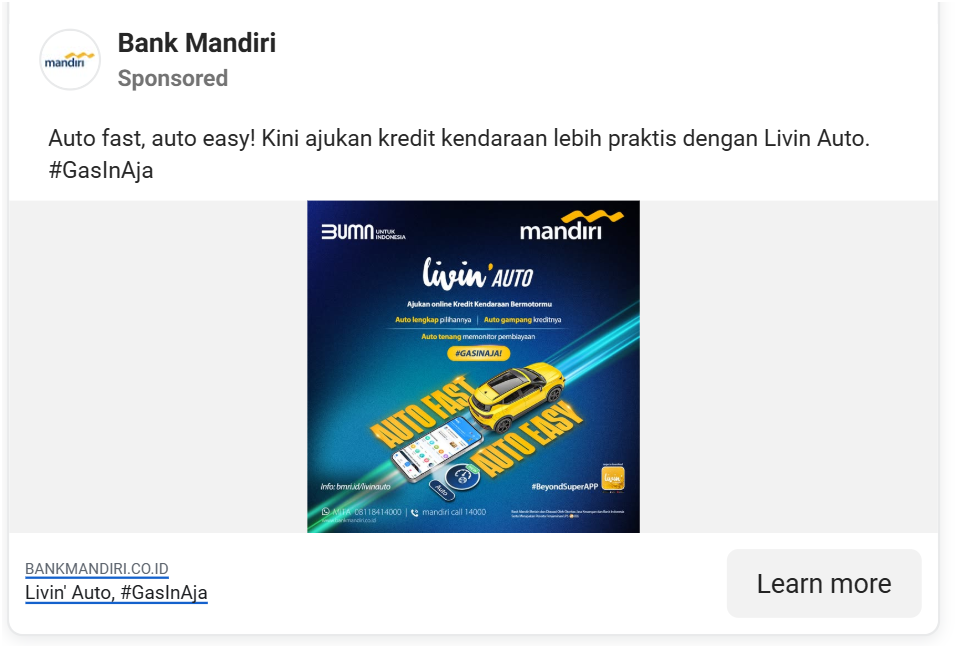 mandiri
Bank Mandiri
Sponsored
Auto fast, auto easy! Kini ajukan kredit kendaraan lebih praktis dengan Livin Auto.
#GasInAja
BUMN UNTUK INDONESIA
mandiri
livin' AUTO
Ajukan online Kredit Kendaraan Bermotormu
Auto lengkap pilihannya | Auto gampang kreditnya
Auto tenang memonitor pembiayaan
#GASINAJA!
AUTO FAST
AUTO EASY
Auto
Info: bmri.id/livinauto
#BeyondSuperAPP
livin'
08118414000 | mandiri call 14000
www.bankmandiri.co.id
BANKMANDIRI.CO.ID
Livin' Auto, #GasInAja
Learn more